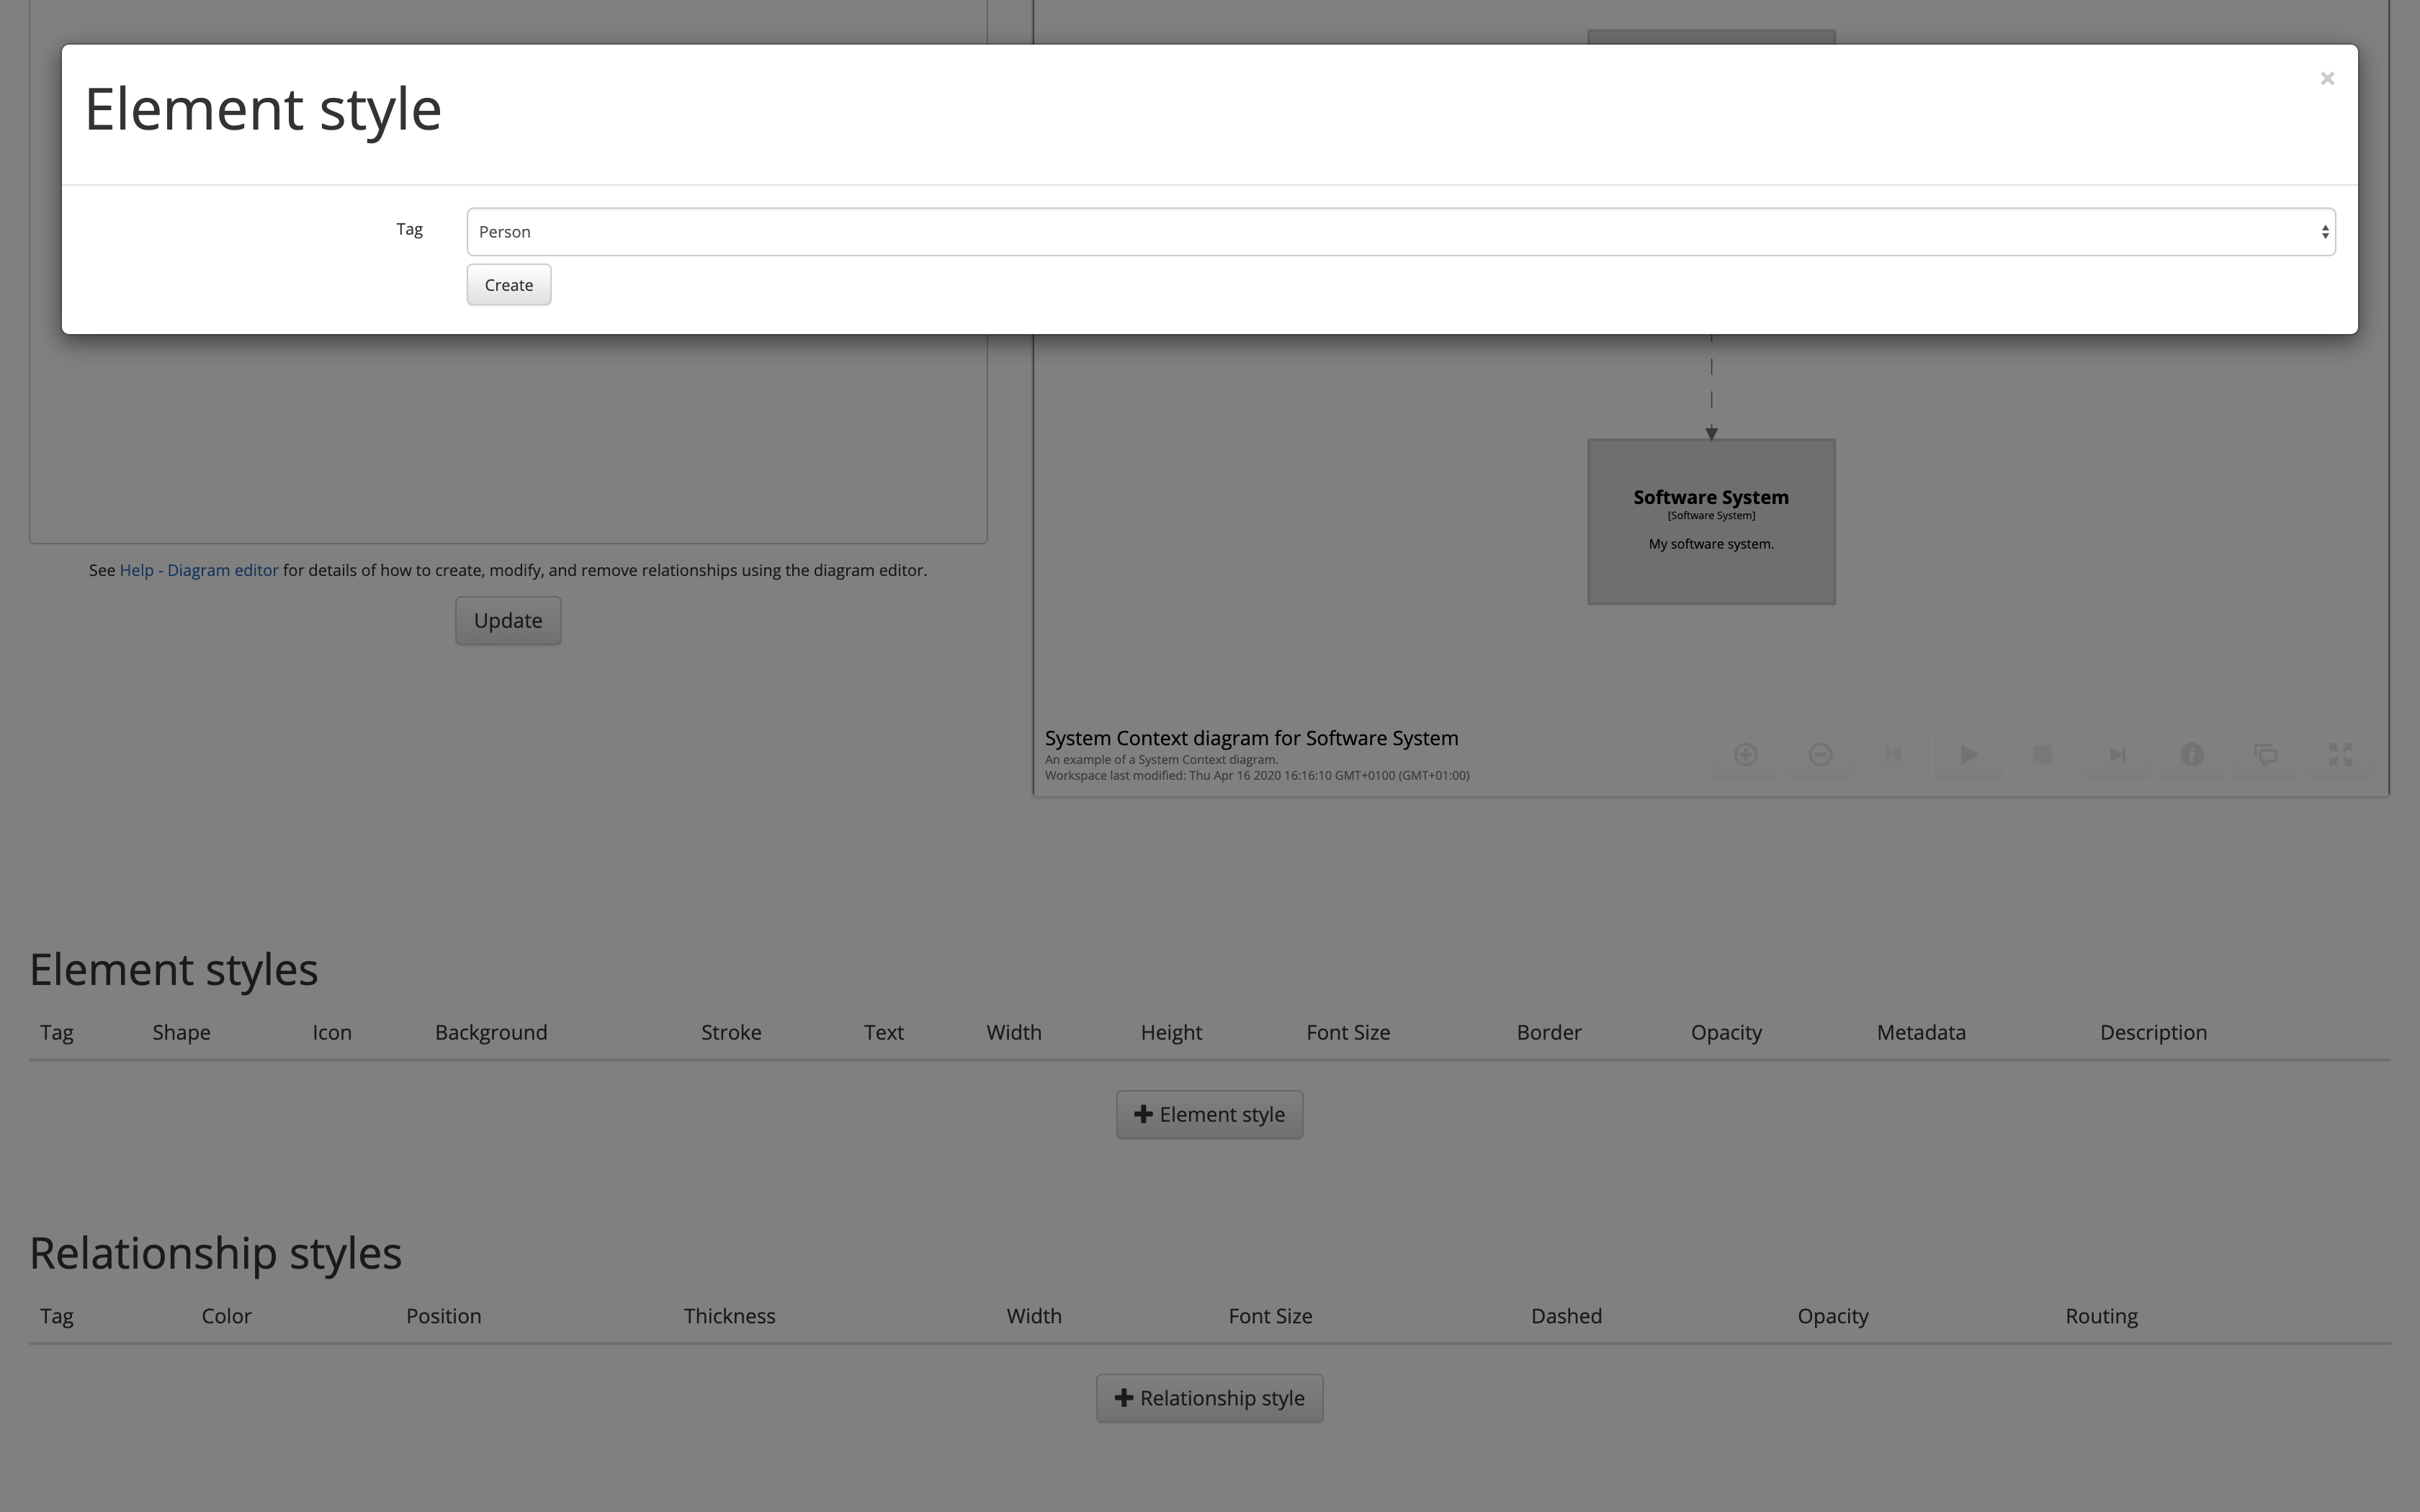 Element style
×
Tag
Person
Create
Software System
[Software System]
My software system.
See Help - Diagram editor for details of how to create, modify, and remove relationships using the diagram editor.
Update
System Context diagram for Software System
An example of a System Context diagram.
Workspace last modified: Thu Apr 16 2020 16:16:10 GMT+0100 (GMT+01:00)
Element styles
Tag Shape Icon Background Stroke Text Width Height Font Size Border Opacity Metadata Description
Element style
Relationship styles
Tag Color Position Thickness Width Font Size Dashed Opacity Routing
Relationship style